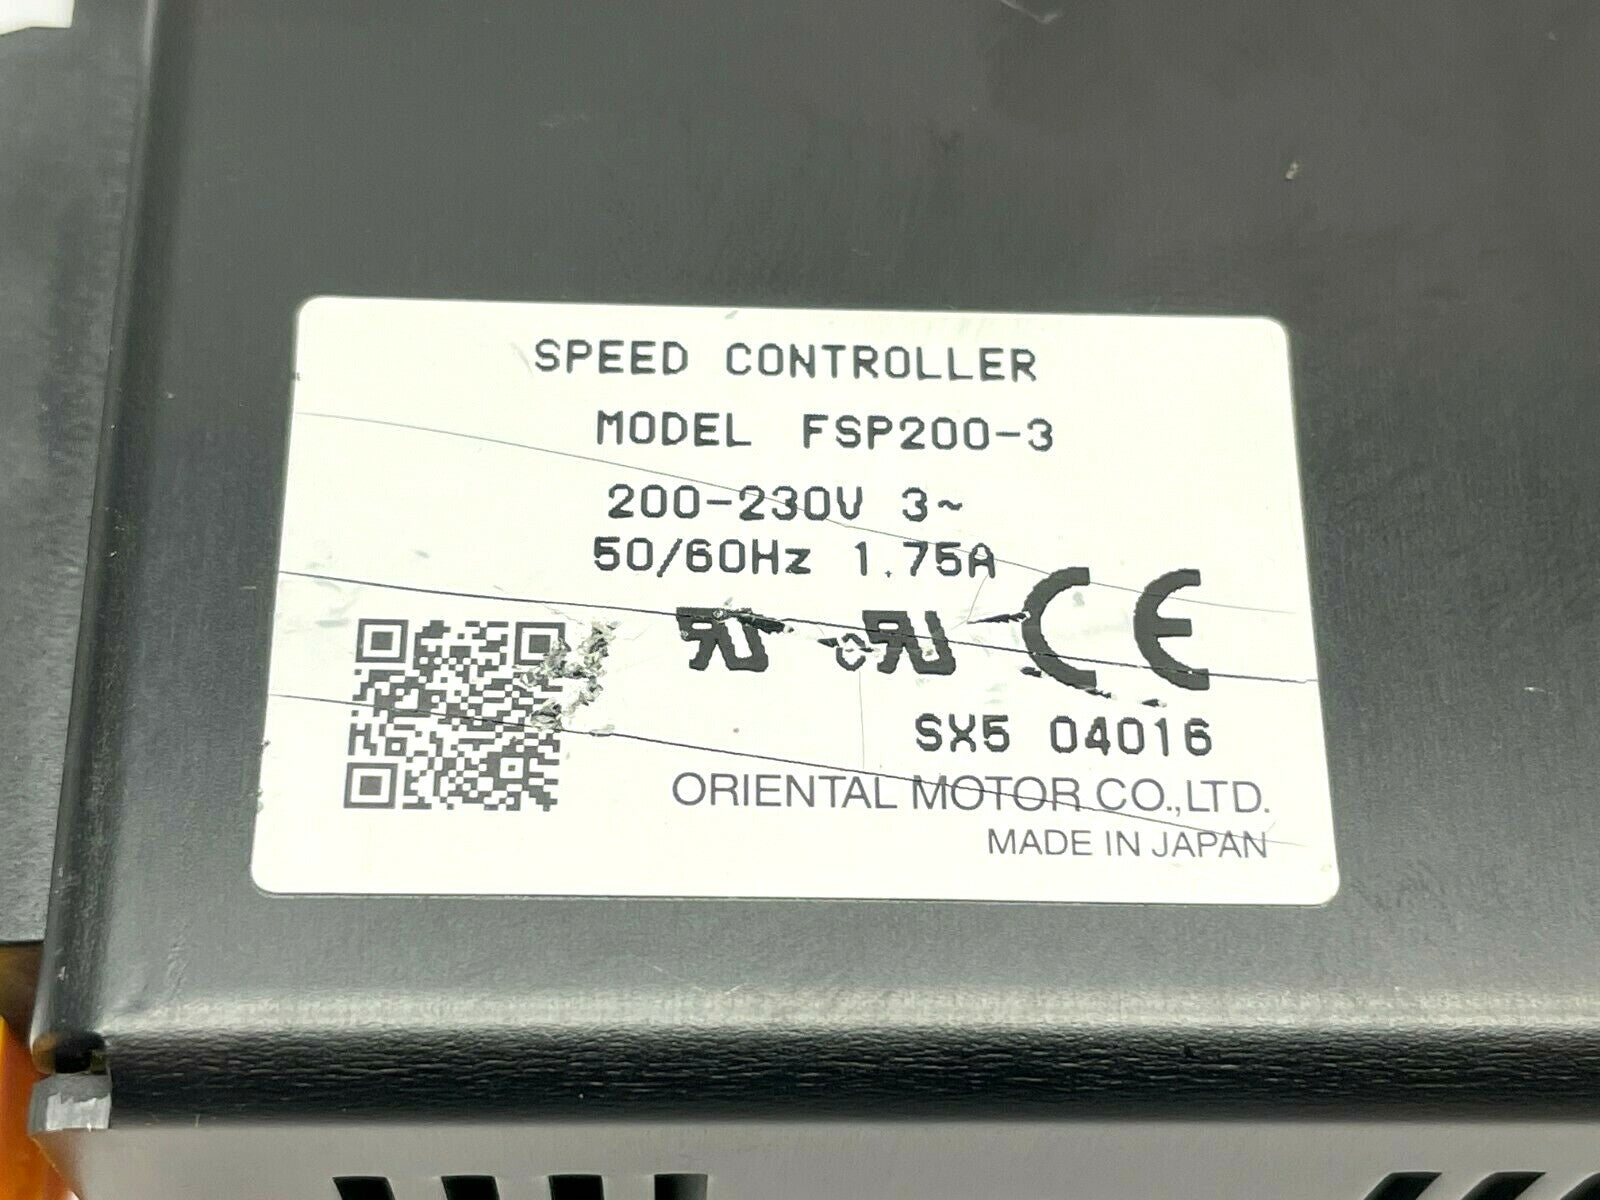 SPEED CONTROLLER
MODEL FSP200-3
200-230V 3~
50/60Hz 1.75A
c
CE
SX5 04016
ORIENTAL MOTOR CO.,LTD.
MADE IN JAPAN